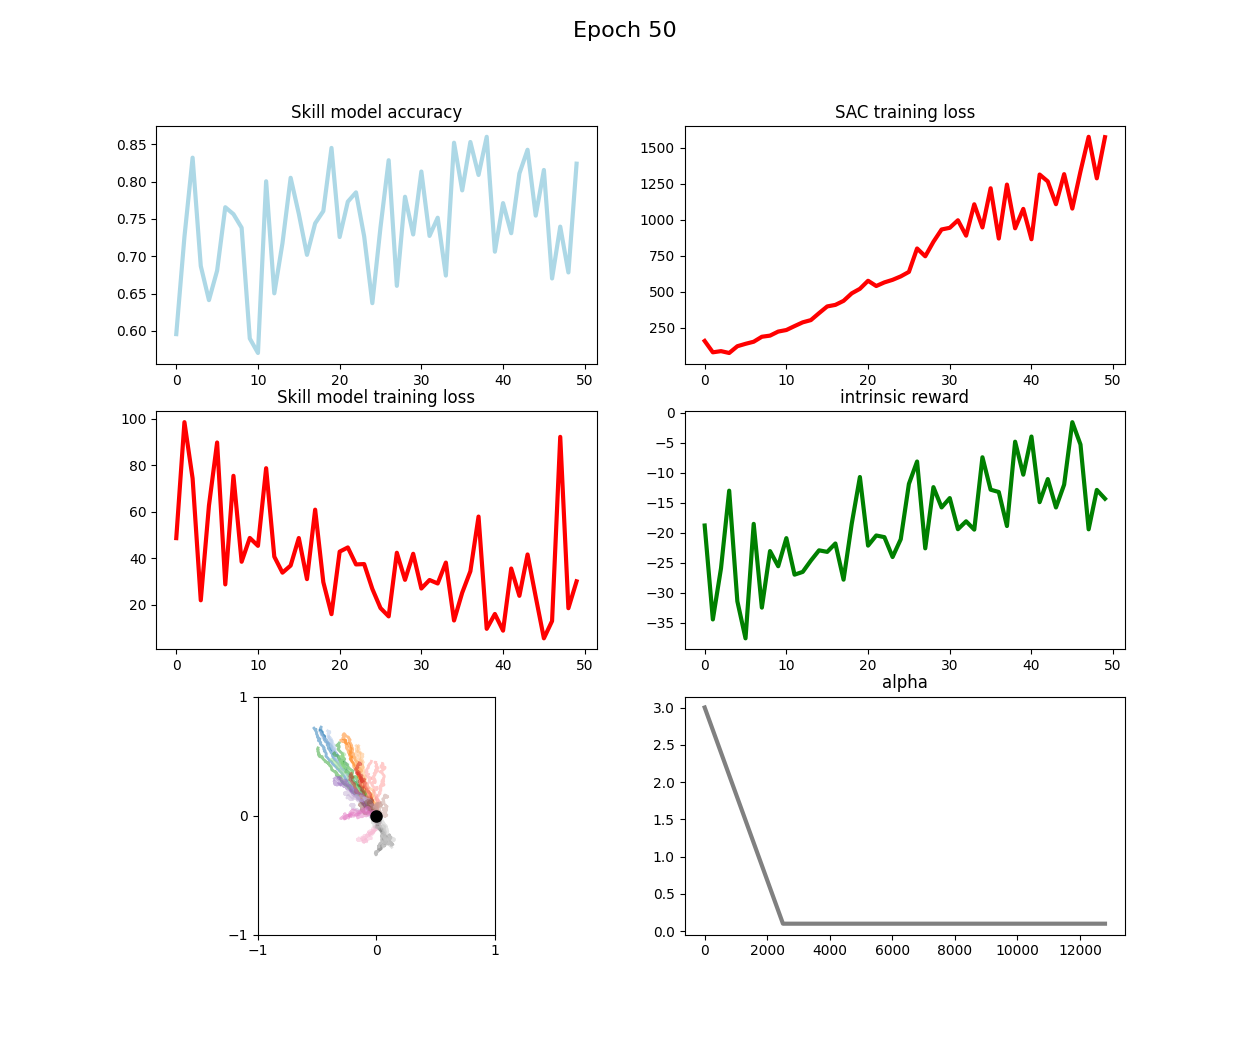 Epoch 50
Skill model accuracy
0.85
0.80
0.75
0.70
0.65
0.60
0 10 20 30 40 50
SAC training loss
1500
1250
1000
750
500
250
0 10 20 30 40 50
Skill model training loss
100
80
60
40
20
0 10 20 30 40 50
intrinsic reward
0
−5
−10
−15
−20
−25
−30
−35
0 10 20 30 40 50
1
0
−1
−1 0 1
alpha
3.0
2.5
2.0
1.5
1.0
0.5
0.0
0 2000 4000 6000 8000 10000 12000